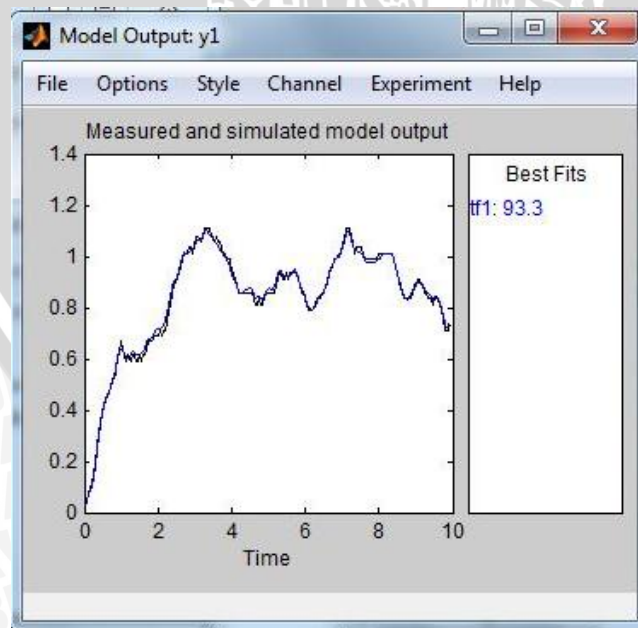 Model Output: y1
File Options Style Channel Experiment Help
Measured and simulated model output
1.4
1.2
1
0.8
0.6
0.4
0.2
0
0 2 4 6 8 10
Time
Best Fits
tf1: 93.3